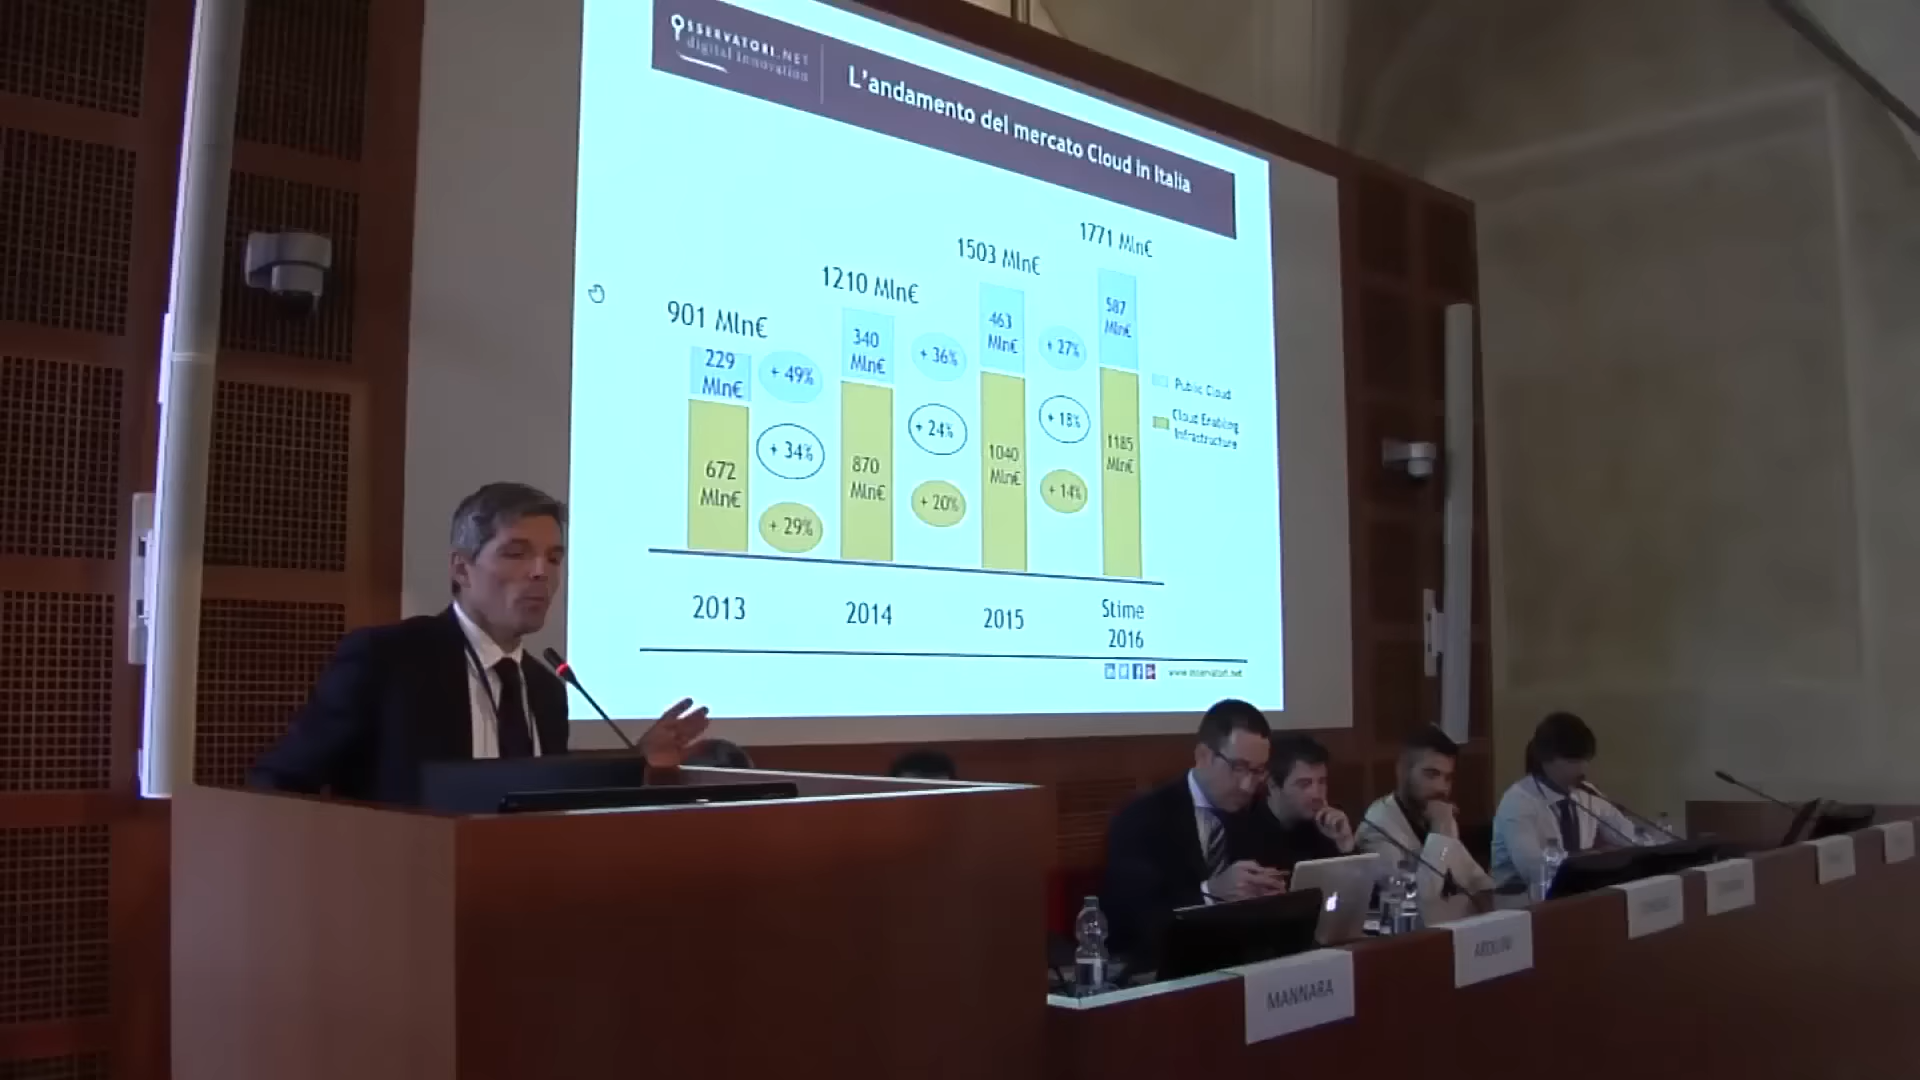 OSSERVATORI.NET
digital innovation
L'andamento del mercato Cloud in Italia
901 Mln€
1210 Mln€
1503 Mln€
1771 Mln€
229
Mln€
340
Mln€
463
Mln€
587
Mln€
+ 49%
+ 36%
+ 27%
+ 34%
+ 24%
+ 18%
+ 29%
+ 20%
+ 14%
672
Mln€
870
Mln€
1040
Mln€
1185
Mln€
Public Cloud
Cloud Enabling
Infrastructure
2013
2014
2015
Stime
2016
www.osservatori.net
MANNARA